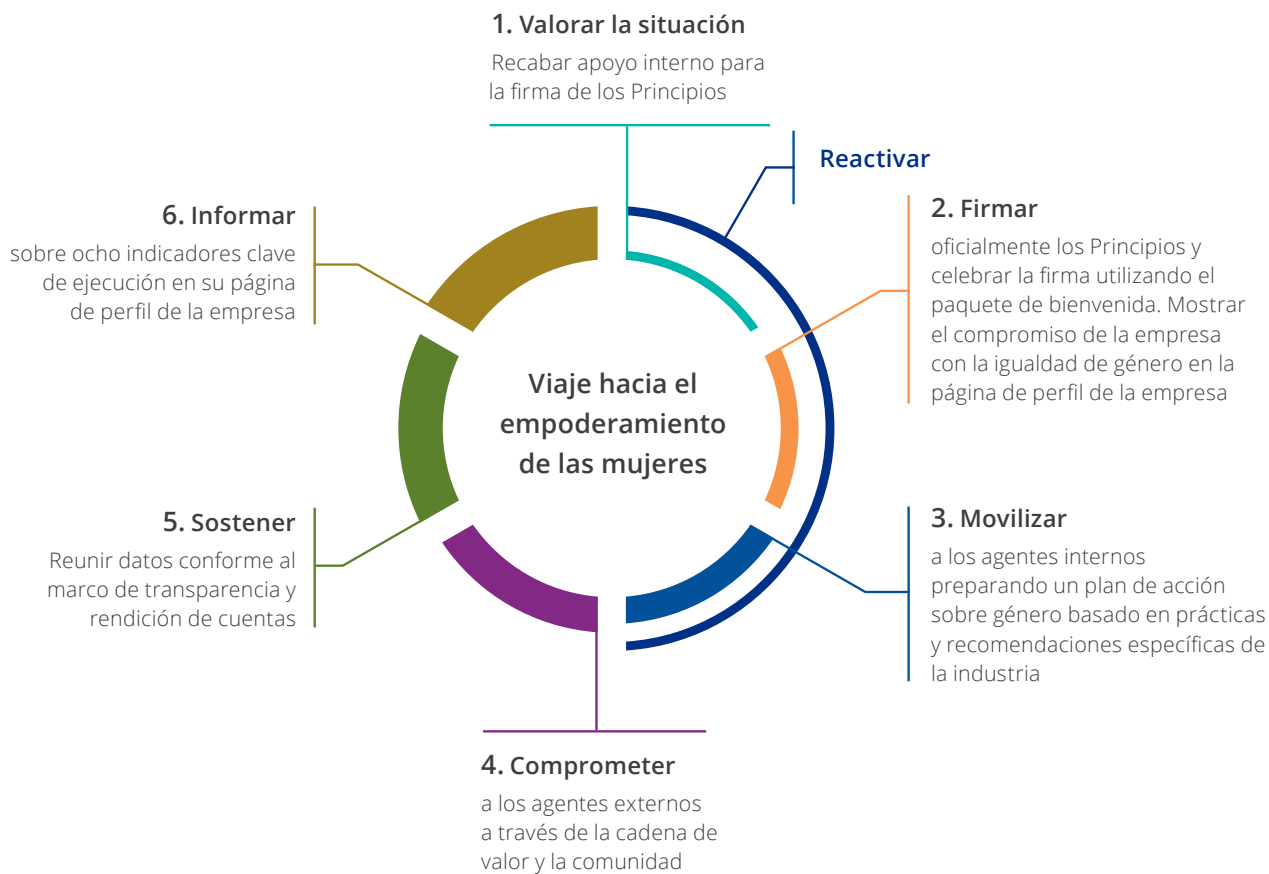 1. Valorar la situación
Recabar apoyo interno para
la firma de los Principios
Reactivar
2. Firmar
oficialmente los Principios y
celebrar la firma utilizando el
paquete de bienvenida. Mostrar
el compromiso de la empresa
con la igualdad de género en la
página de perfil de la empresa
3. Movilizar
a los agentes internos
preparando un plan de acción
sobre género basado en prácticas
y recomendaciones específicas de
la industria
4. Comprometer
a los agentes externos
a través de la cadena de
valor y la comunidad
5. Sostener
Reunir datos conforme al
marco de transparencia y
rendición de cuentas
6. Informar
sobre ocho indicadores clave
de ejecución en su página
de perfil de la empresa
Viaje hacia el
empoderamiento
de las mujeres